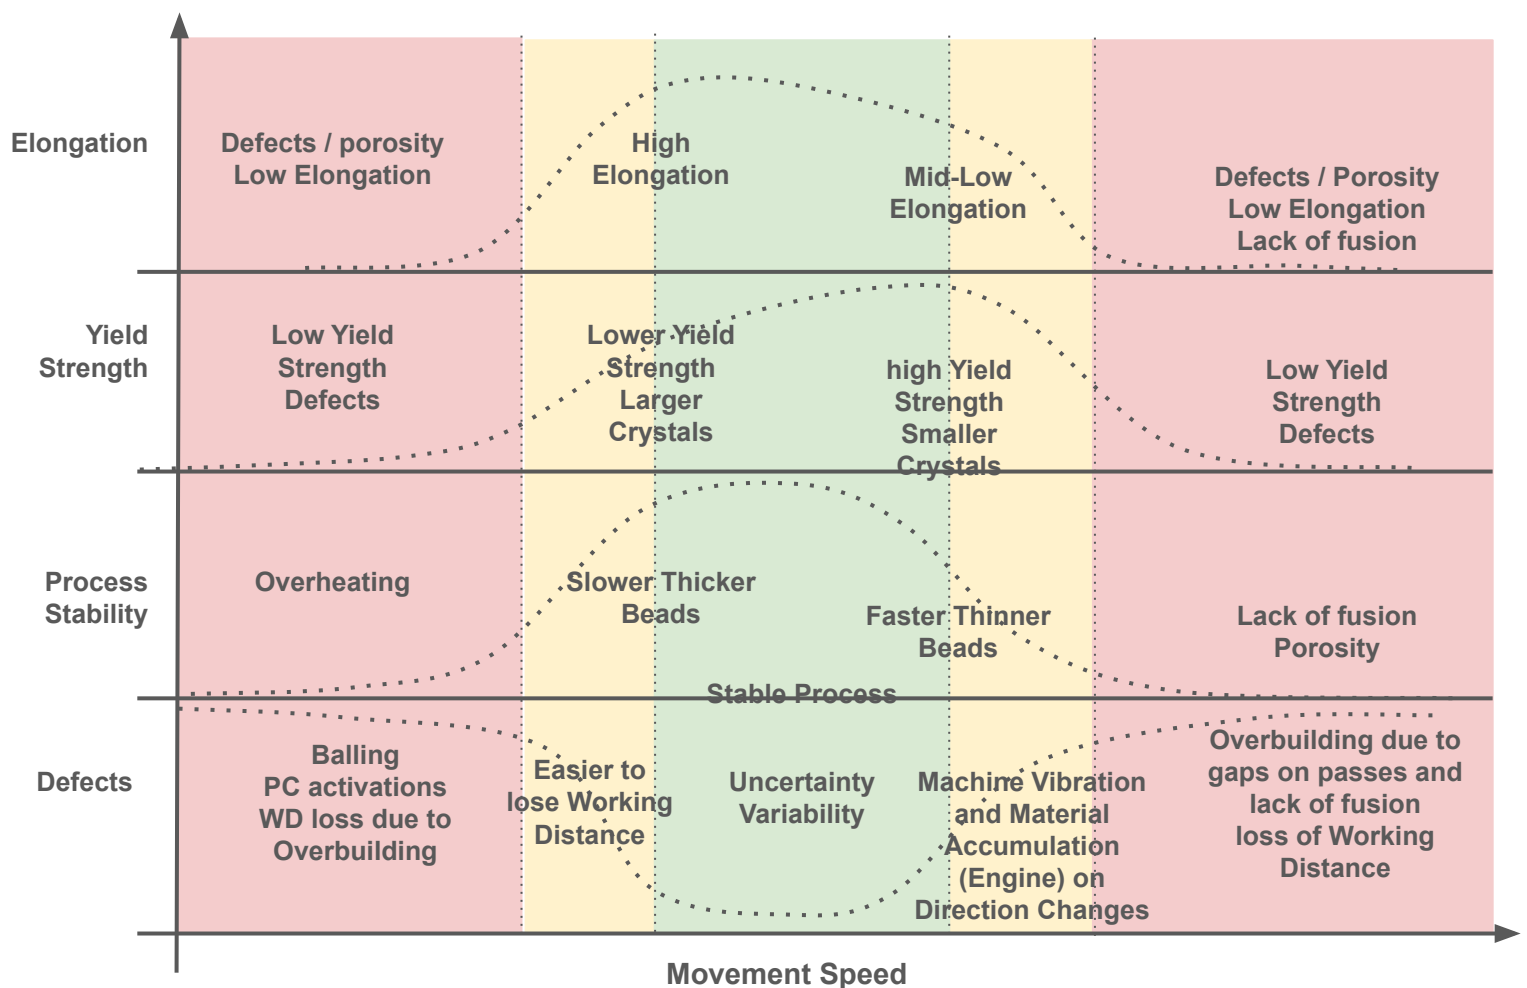 Elongation
Defects / porosity
Low Elongation
High
Elongation
Mid-Low
Elongation
Defects / Porosity
Low Elongation
Lack of fusion
Yield
Strength
Low Yield
Strength
Defects
Lower Yield
Strength
Larger
Crystals
high Yield
Strength
Smaller
Crystals
Low Yield
Strength
Defects
Process
Stability
Overheating
Slower Thicker
Beads
Faster Thinner
Beads
Lack of fusion
Porosity
Stable Process
Defects
Balling
PC activations
WD loss due to
Overbuilding
Easier to
lose Working
Distance
Uncertainty
Variability
Machine Vibration
and Material
Accumulation
(Engine) on
Direction Changes
Overbuilding due to
gaps on passes and
lack of fusion
loss of Working
Distance
Movement Speed